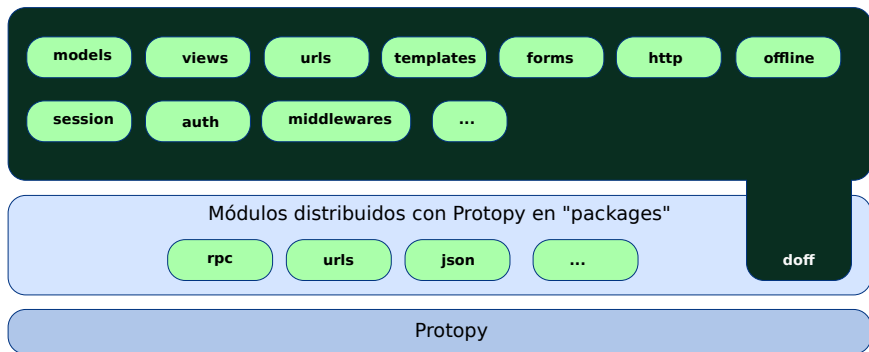 models views urls templates forms http offline
session auth middlewares ...
Módulos distribuidos con Protopy en "packages"
rpc urls json ... doff
Protopy